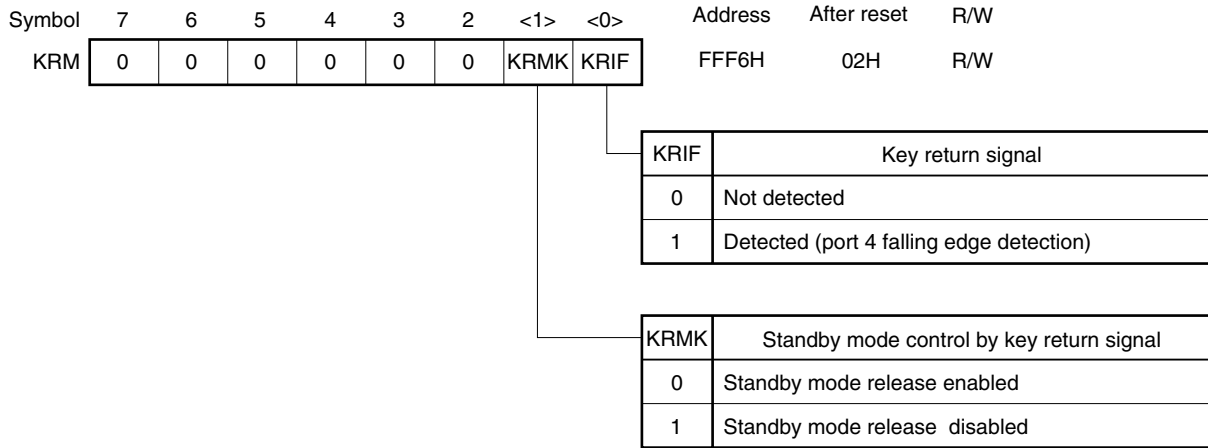 Symbol 7 6 5 4 3 2 <1> <0> Address After reset R/W
KRM 0 0 0 0 0 0 KRMK KRIF FFF6H 02H R/W
KRIF Key return signal
0 Not detected
1 Detected (port 4 falling edge detection)
KRMK Standby mode control by key return signal
0 Standby mode release enabled
1 Standby mode release disabled